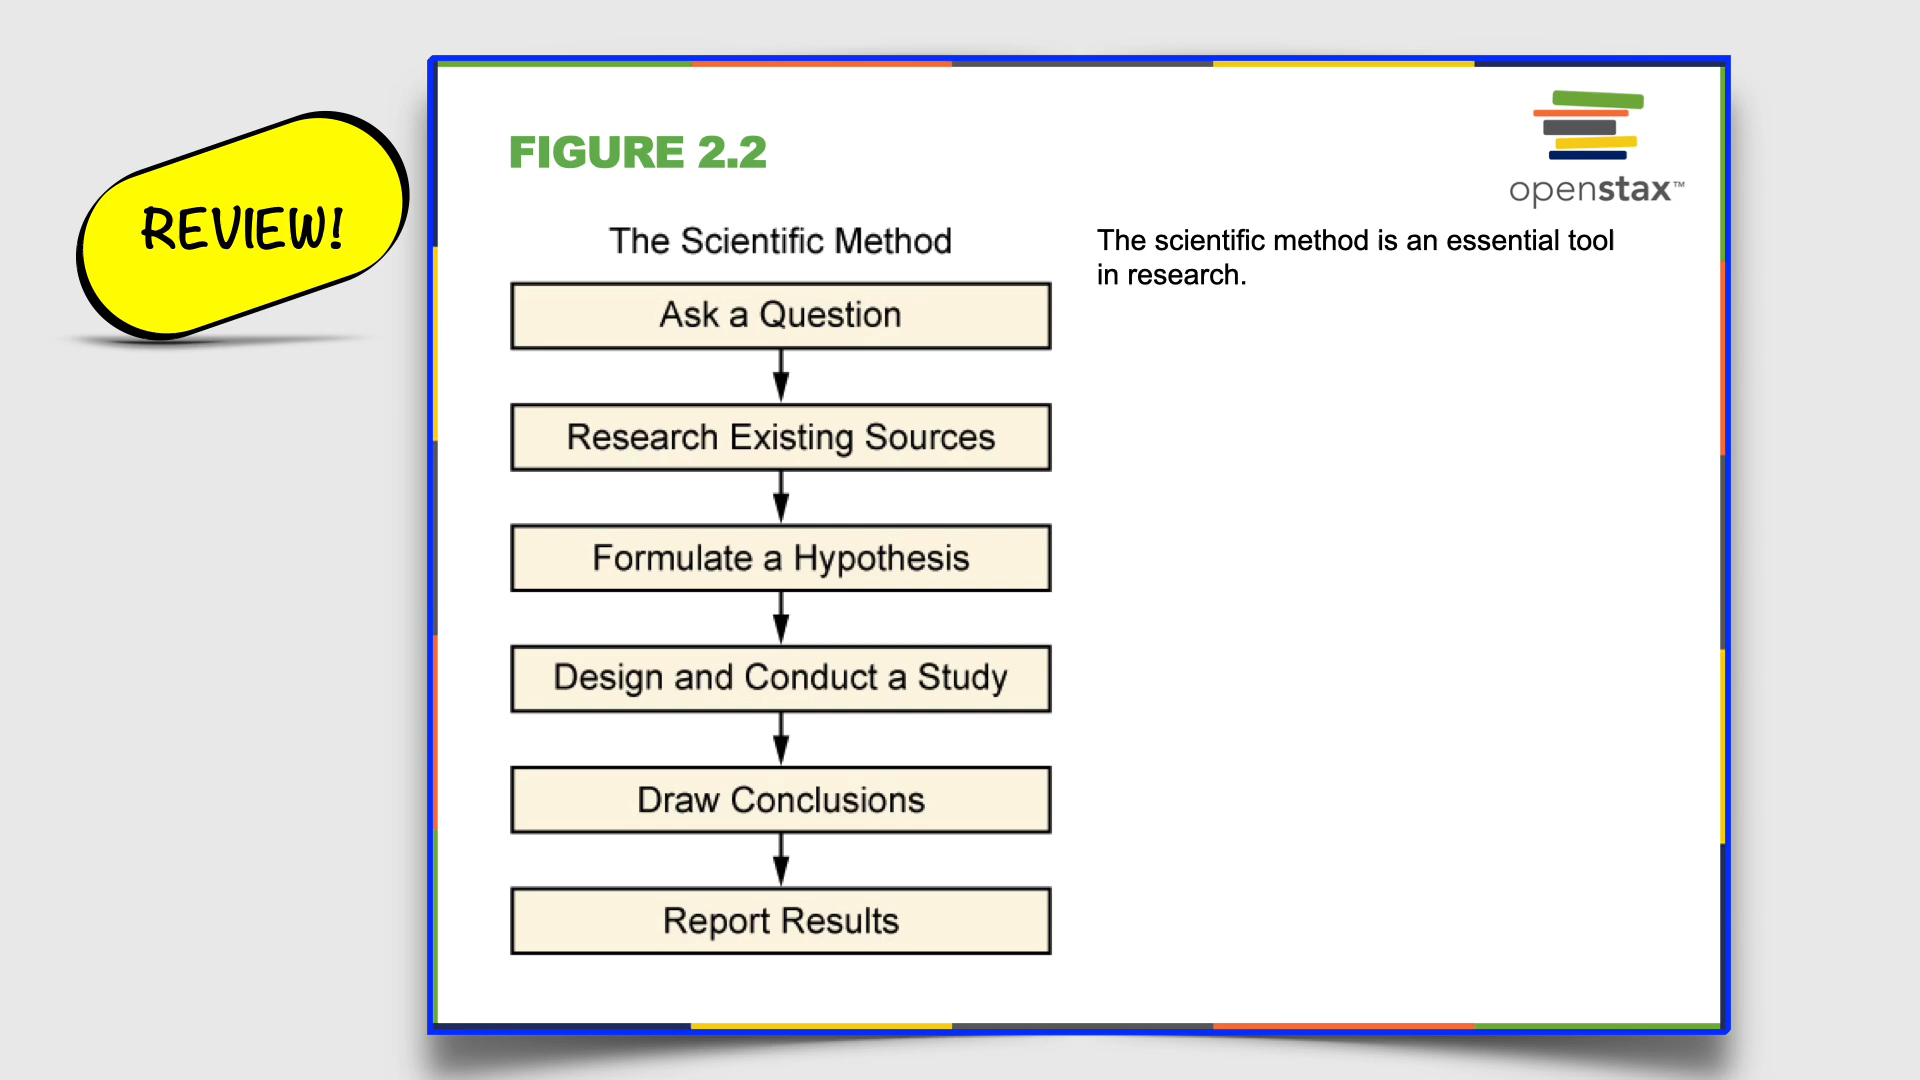 REVIEW!
FIGURE 2.2
openstax™
The Scientific Method
Ask a Question
Research Existing Sources
Formulate a Hypothesis
Design and Conduct a Study
Draw Conclusions
Report Results
The scientific method is an essential tool
in research.